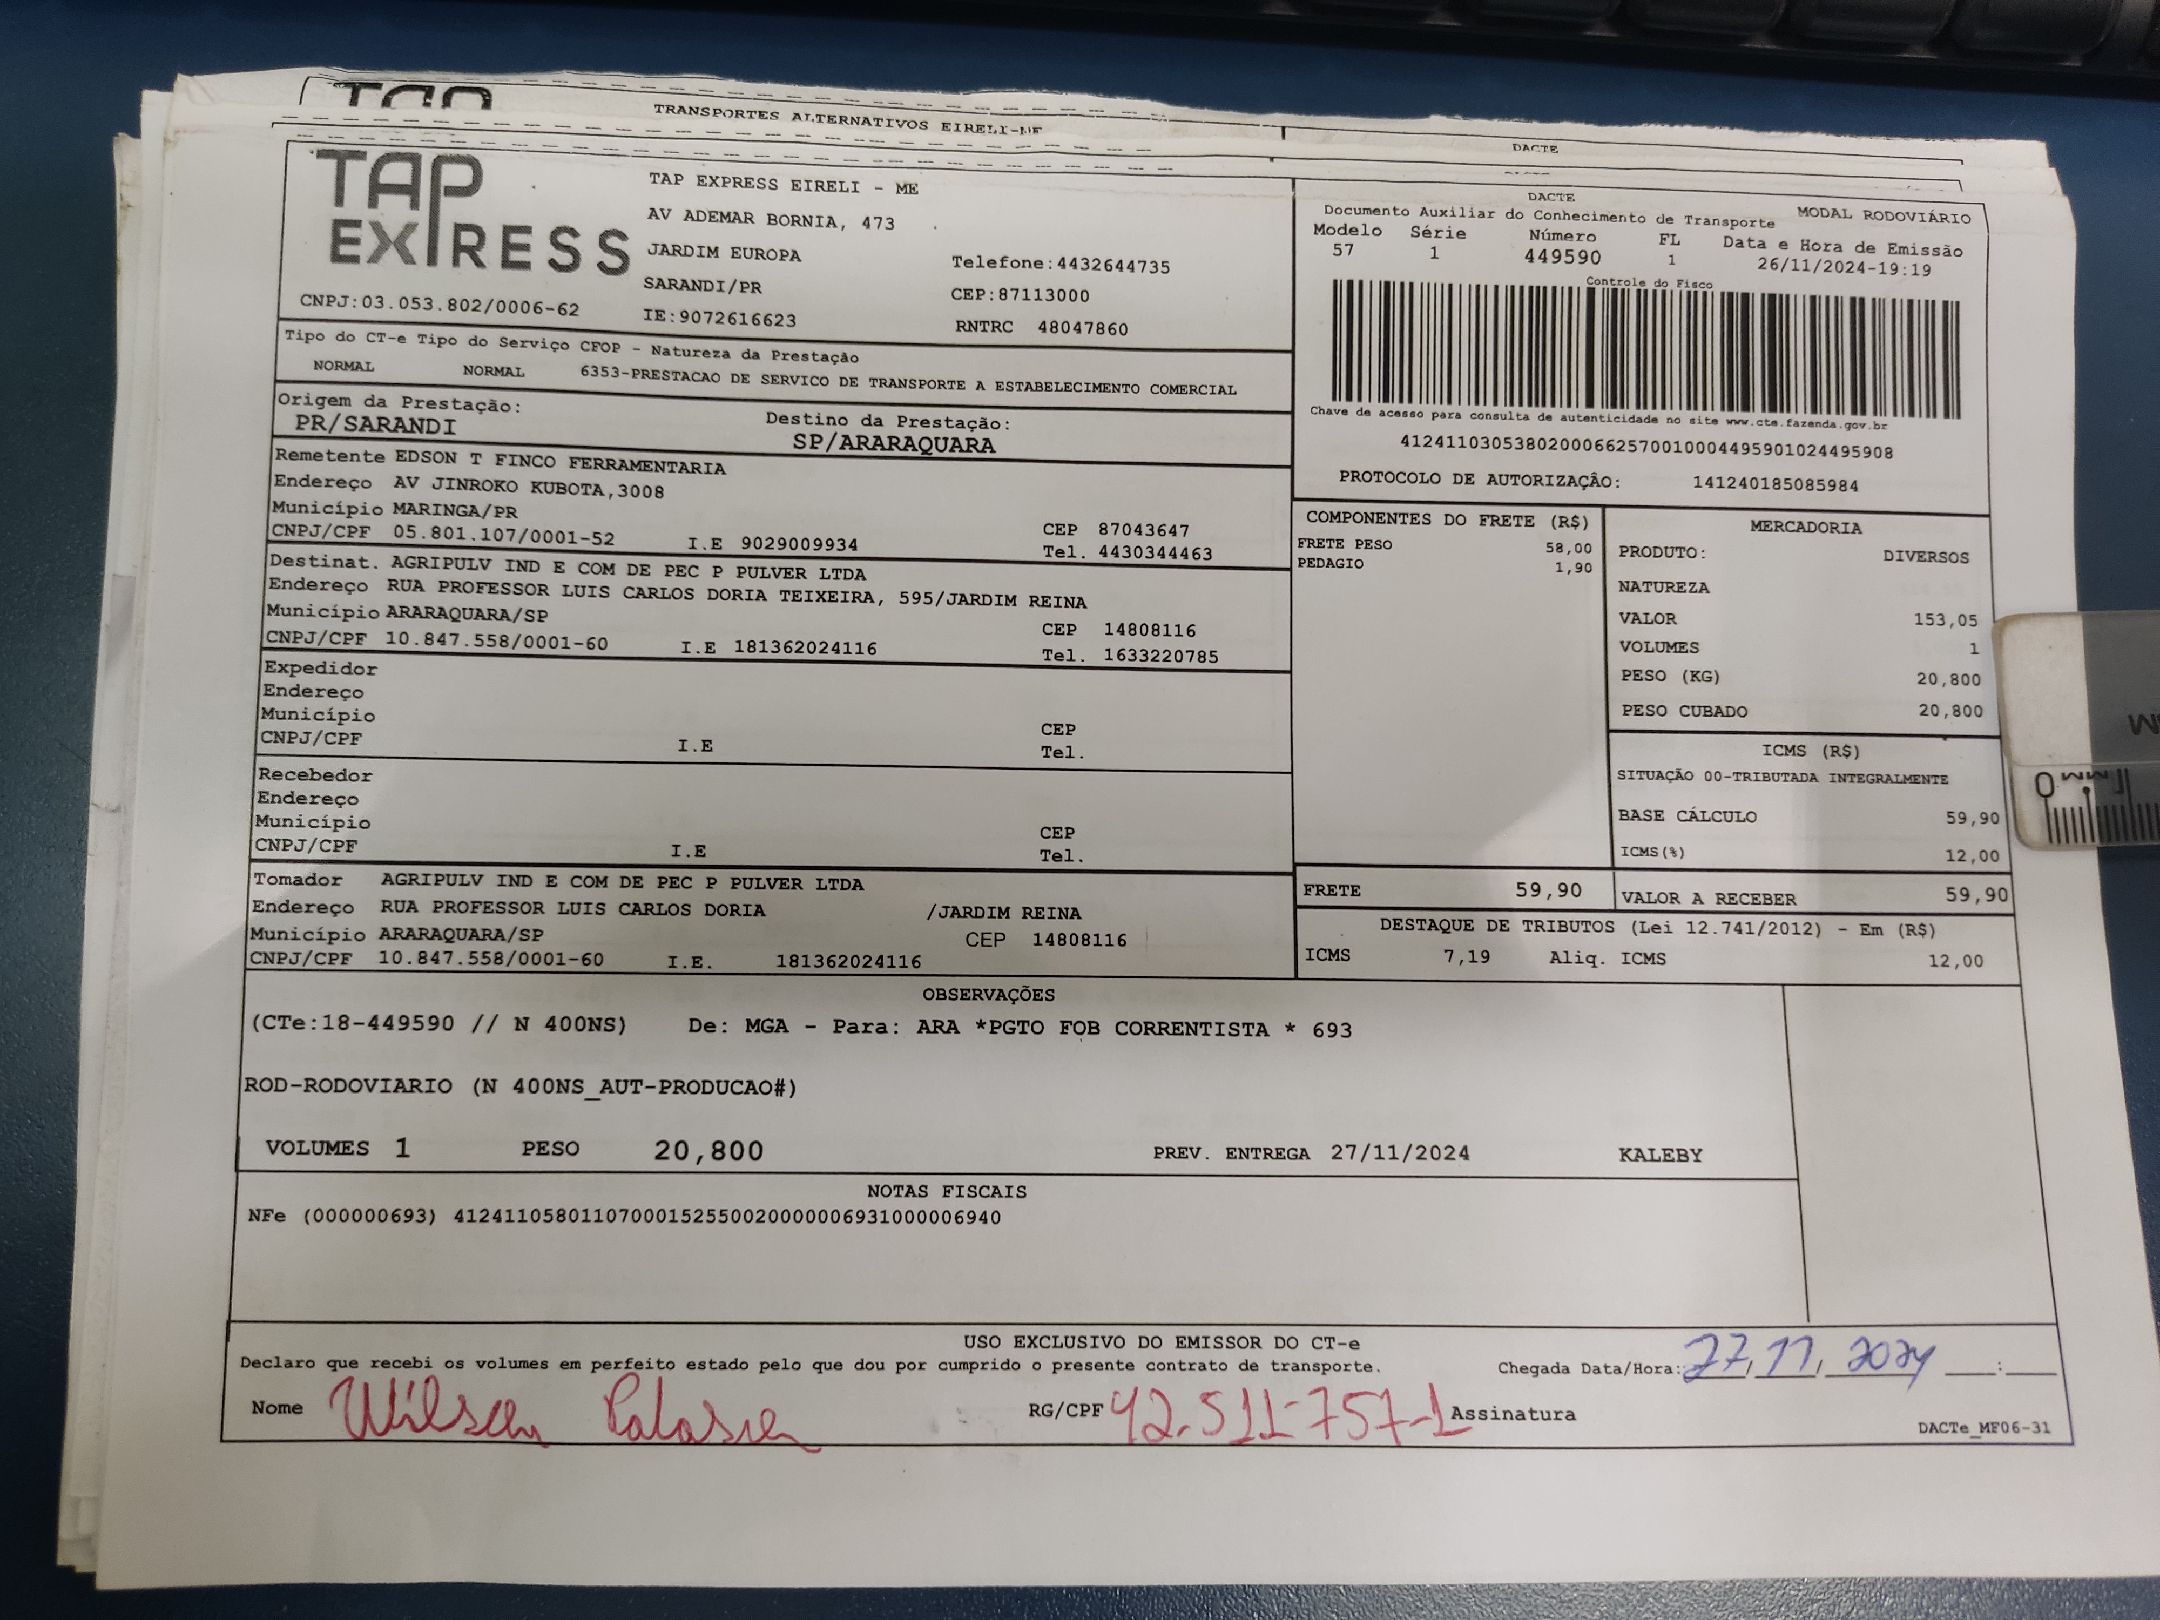 TRANSPORTES ALTERNATIVOS EIRELI-ME
DACTE
TAP EXPRESS
TAP EXPRESS EIRELI - ME
AV ADEMAR BORNIA, 473
JARDIM EUROPA
Telefone:4432644735
SARANDI/PR
CEP:87113000
CNPJ:03.053.802/0006-62
IE:9072616623
RNTRC 48047860
DACTE
Documento Auxiliar do Conhecimento de Transporte MODAL RODOVIÁRIO
Modelo Série Número FL Data e Hora de Emissão
57 1 449590 1 26/11/2024-19:19
Controle do Fisco
Chave de acesso para consulta de autenticidade no site www.cte.fazenda.gov.br
41241103053802000662570010004495901024495908
PROTOCOLO DE AUTORIZAÇÃO: 141240185085984
Tipo do CT-e Tipo do Serviço CFOP - Natureza da Prestação
NORMAL NORMAL 6353-PRESTACAO DE SERVICO DE TRANSPORTE A ESTABELECIMENTO COMERCIAL
Origem da Prestação: Destino da Prestação:
PR/SARANDI SP/ARARAQUARA
Remetente EDSON T FINCO FERRAMENTARIA
Endereço AV JINROKO KUBOTA,3008
Município MARINGA/PR CEP 87043647
CNPJ/CPF 05.801.107/0001-52 I.E 9029009934 Tel. 4430344463
Destinat. AGRIPULV IND E COM DE PEC P PULVER LTDA
Endereço RUA PROFESSOR LUIS CARLOS DORIA TEIXEIRA, 595/JARDIM REINA
Município ARARAQUARA/SP CEP 14808116
CNPJ/CPF 10.847.558/0001-60 I.E 181362024116 Tel. 1633220785
Expedidor
Endereço
Município CEP
CNPJ/CPF I.E Tel.
Recebedor
Endereço
Município CEP
CNPJ/CPF I.E Tel.
Tomador AGRIPULV IND E COM DE PEC P PULVER LTDA
Endereço RUA PROFESSOR LUIS CARLOS DORIA /JARDIM REINA
Município ARARAQUARA/SP CEP 14808116
CNPJ/CPF 10.847.558/0001-60 I.E. 181362024116
COMPONENTES DO FRETE (R$)
FRETE PESO 58,00
PEDAGIO 1,90
MERCADORIA
PRODUTO: DIVERSOS
NATUREZA
VALOR 153,05
VOLUMES 1
PESO (KG) 20,800
PESO CUBADO 20,800
ICMS (R$)
SITUAÇÃO 00-TRIBUTADA INTEGRALMENTE
BASE CÁLCULO 59,90
ICMS(%) 12,00
FRETE 59,90 VALOR A RECEBER 59,90
DESTAQUE DE TRIBUTOS (Lei 12.741/2012) - Em (R$)
ICMS 7,19 Aliq. ICMS 12,00
OBSERVAÇÕES
(CTe:18-449590 // N 400NS) De: MGA - Para: ARA *PGTO FOB CORRENTISTA * 693
ROD-RODOVIARIO (N 400NS_AUT-PRODUCAO#)
VOLUMES 1 PESO 20,800 PREV. ENTREGA 27/11/2024 KALEBY
NOTAS FISCAIS
NFe (000000693) 41241105801107000152550020000006931000006940
USO EXCLUSIVO DO EMISSOR DO CT-e
Declaro que recebi os volumes em perfeito estado pelo que dou por cumprido o presente contrato de transporte. Chegada Data/Hora: 27/11/2024 __:__
Nome Wilson RG/CPF 42.511-757-1 Assinatura
DACTe_MF06-31
0 MM 1